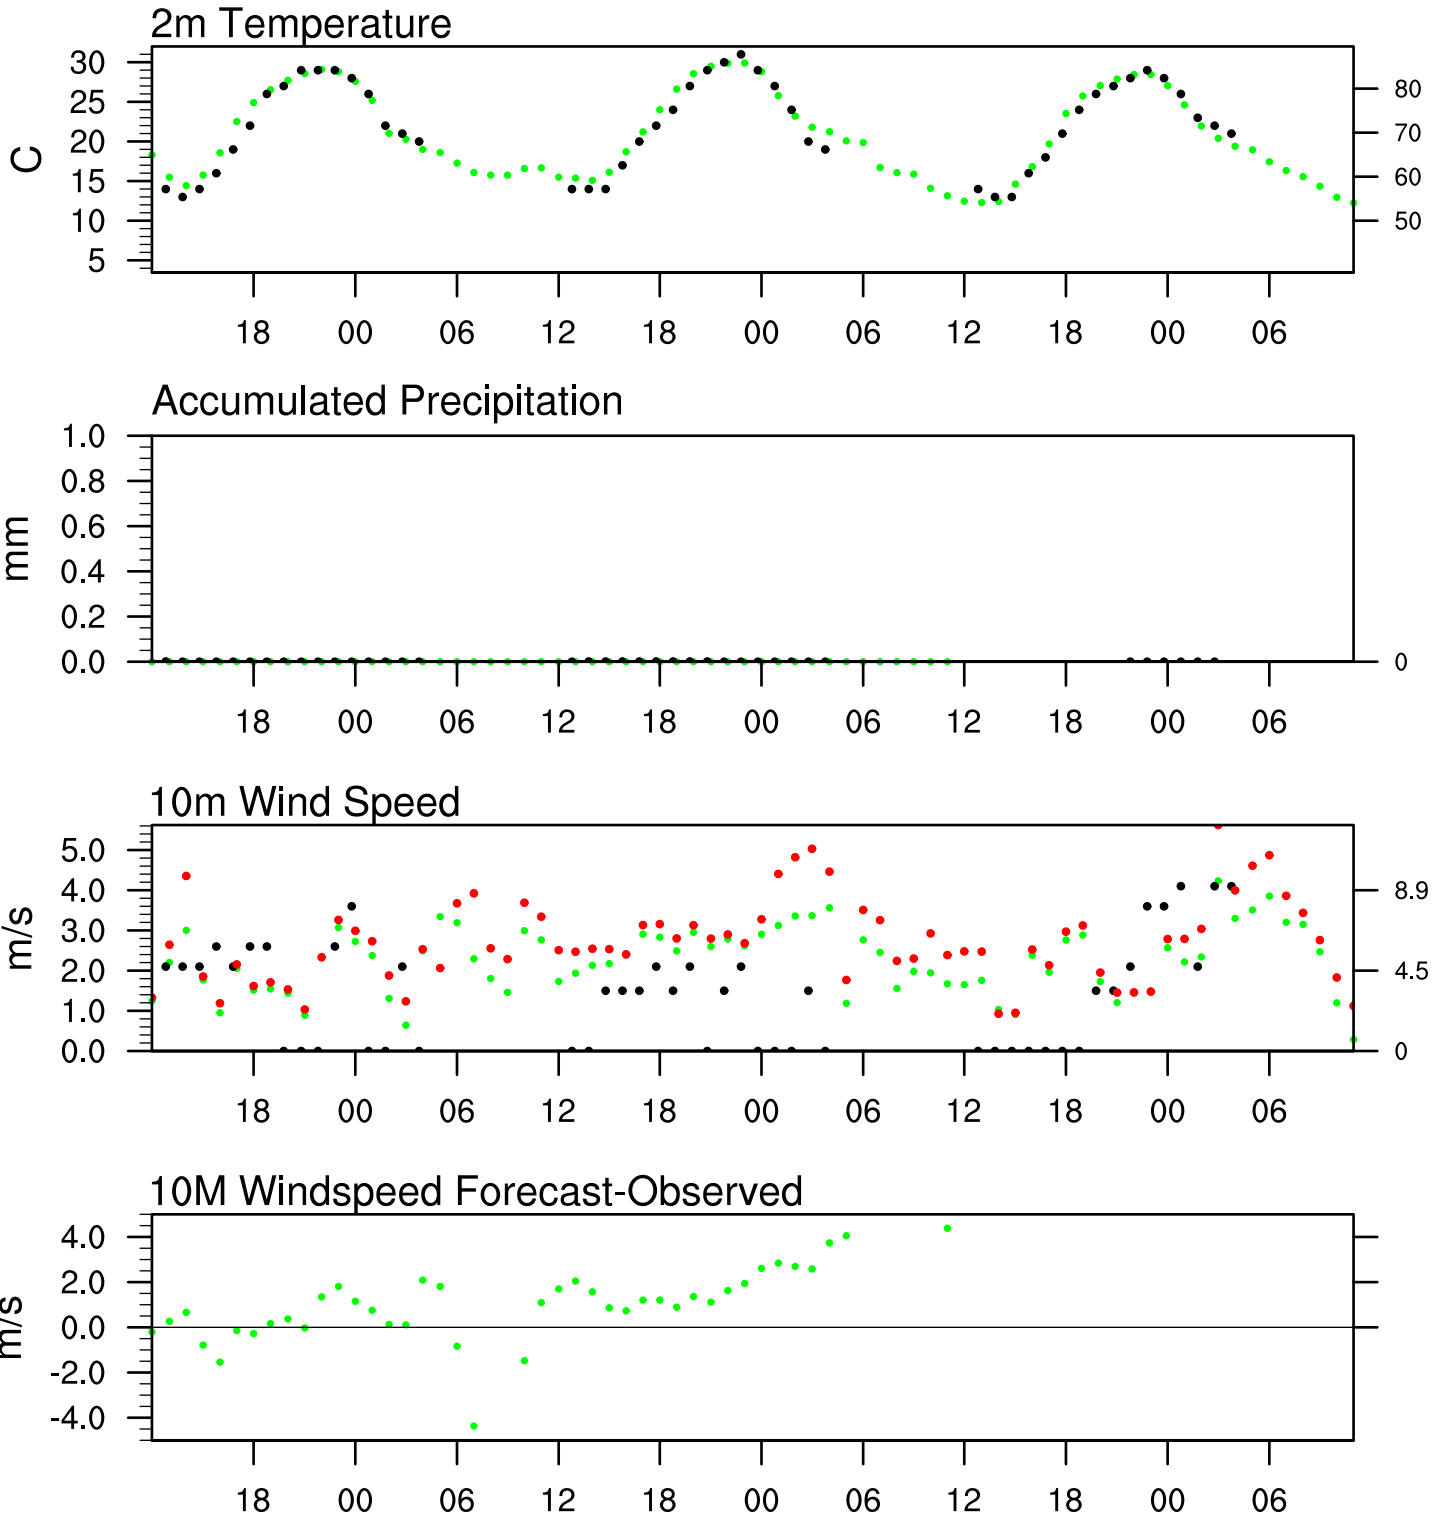 2m Temperature
30
25
20
15
10
5
C
80
70
60
50
18 00 06 12 18 00 06 12 18 00 06
Accumulated Precipitation
1.0
0.8
0.6
0.4
0.2
0.0
mm
0
18 00 06 12 18 00 06 12 18 00 06
10m Wind Speed
5.0
4.0
3.0
2.0
1.0
0.0
m/s
8.9
4.5
0
18 00 06 12 18 00 06 12 18 00 06
10M Windspeed Forecast-Observed
4.0
2.0
0.0
-2.0
-4.0
m/s
18 00 06 12 18 00 06 12 18 00 06